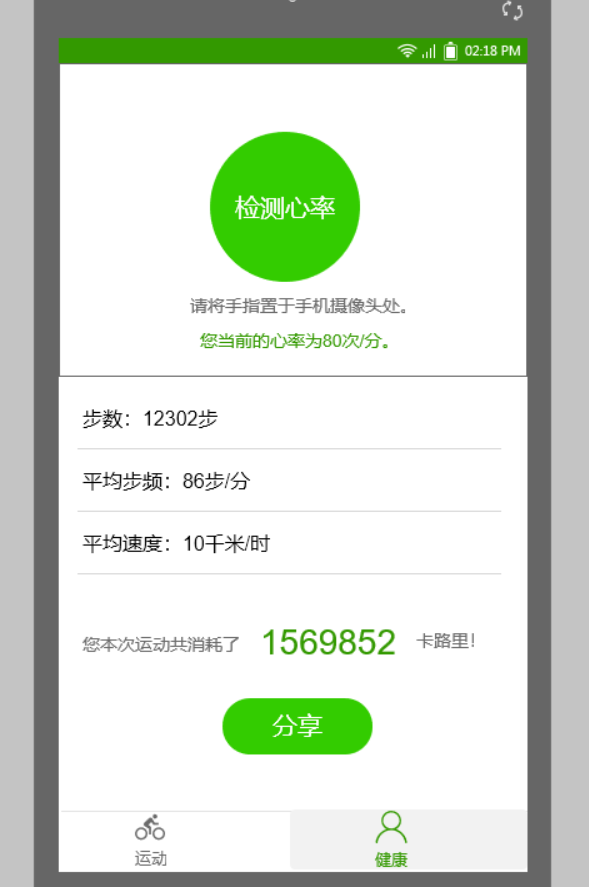 02:18 PM
检测心率
请将手指置于手机摄像头处。
您当前的心率为80次/分。
步数：12302步
平均步频：86步/分
平均速度：10千米/时
您本次运动共消耗了 1569852 卡路里！
分享
运动 健康